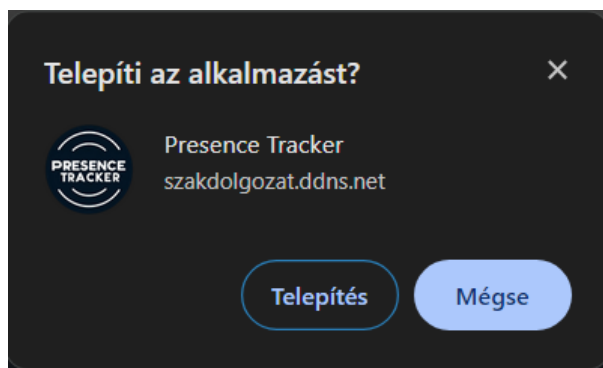 Telepíti az alkalmazást?
PRESENCE
TRACKER
Presence Tracker
szakdolgozat.ddns.net
Telepítés
Mégse